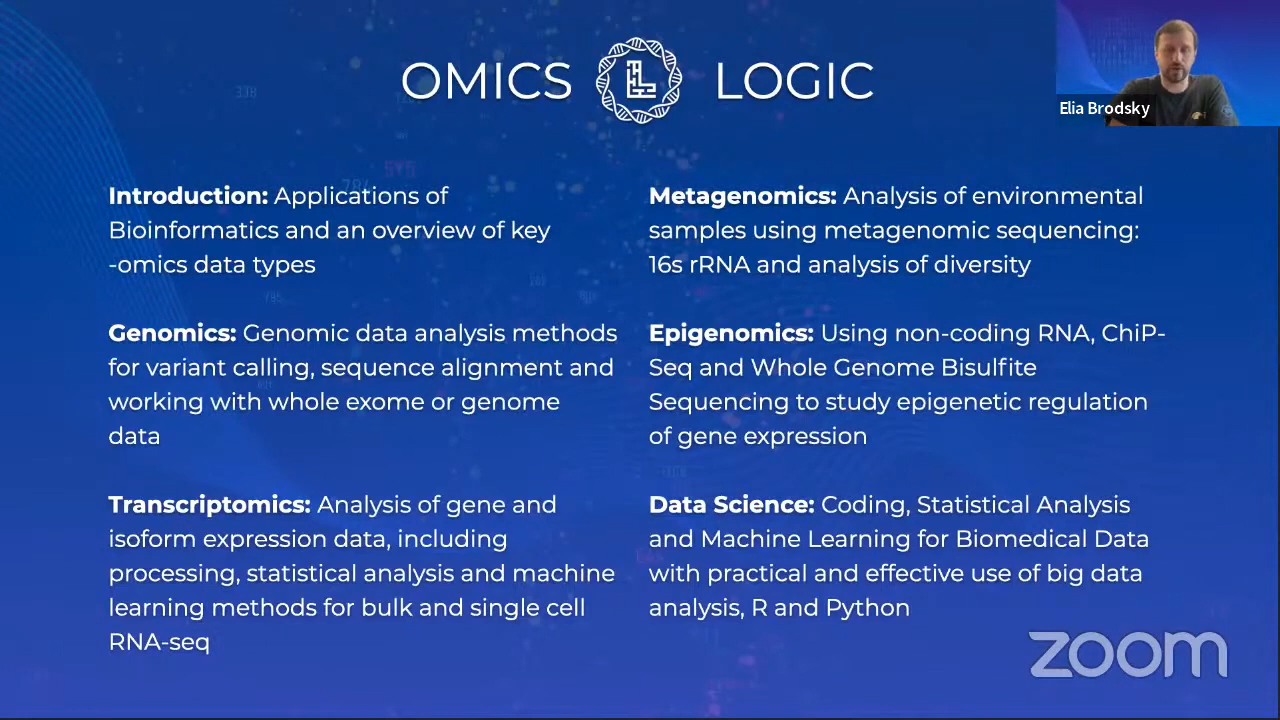 OMICS LOGIC
Elia Brodsky
Introduction: Applications of
Bioinformatics and an overview of key
-omics data types
Genomics: Genomic data analysis methods
for variant calling, sequence alignment and
working with whole exome or genome
data
Transcriptomics: Analysis of gene and
isoform expression data, including
processing, statistical analysis and machine
learning methods for bulk and single cell
RNA-seq
Metagenomics: Analysis of environmental
samples using metagenomic sequencing:
16s rRNA and analysis of diversity
Epigenomics: Using non-coding RNA, ChiP-
Seq and Whole Genome Bisulfite
Sequencing to study epigenetic regulation
of gene expression
Data Science: Coding, Statistical Analysis
and Machine Learning for Biomedical Data
with practical and effective use of big data
analysis, R and Python
zoom